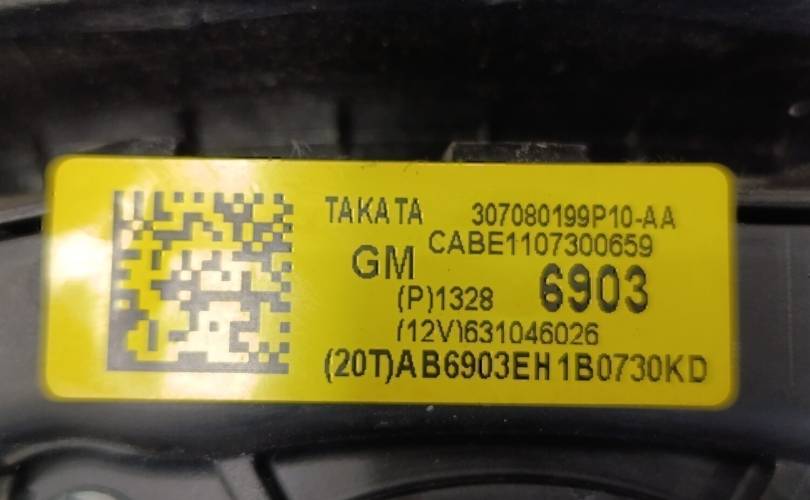 TAKATA 307080199P10-AA
CABE1107300659
GM
(P)1328 6903
(12V)631046026
(20T)AB6903EH1B0730KD